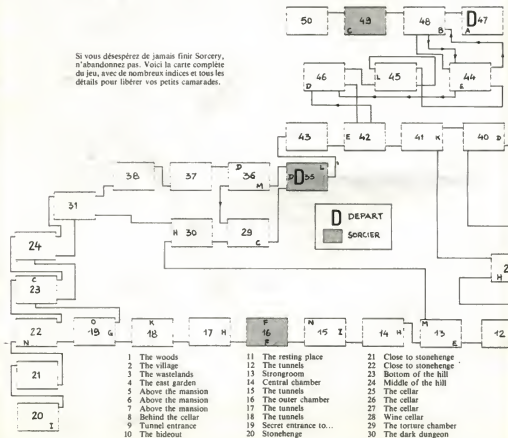 Si vous désespérez de jamais finir Sorcery,
n'abandonnez pas. Voici la carte complète
du jeu, avec de nombreux indices et tous les
détails pour libérer vos petits camarades.
50
49
C
48
B
D 47
A
46
D
L 45
44
E
43
E 42
41 K
40 D
38
37
D
36
M
L
D D 35
31
H 30
29
C
D DEPART
SORCIER
24
C
23
2
H
22
N
O
19 G
K
18
17 H
F
16
F
N
15 I
14 H
M
13
E
12
21
20
I
1 The woods
2 The village
3 The wastelands
4 The east garden
5 Above the mansion
6 Above the mansion
7 Above the mansion
8 Behind the cellar
9 Tunnel entrance
10 The hideout
11 The resting place
12 The tunnels
13 Strongroom
14 Central chamber
15 The tunnels
16 The outer chamber
17 The tunnels
18 The tunnels
19 Secret entrance to...
20 Stonehenge
21 Close to stonehenge
22 Close to stonehenge
23 Bottom of the hill
24 Middle of the hill
25 The cellar
26 The cellar
27 The cellar
28 Wine cellar
29 The torture chamber
30 The dark dungeon